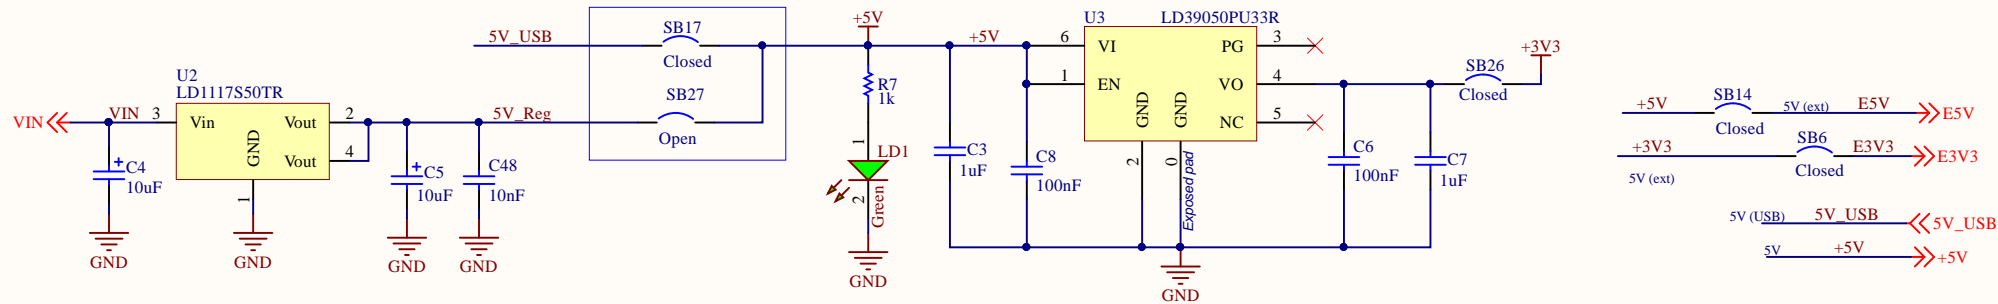 VIN
VIN
3
U2
LD1117S50TR
Vin
GND
Vout
Vout
2
4
1
C4
10uF
GND
GND
+
+
C5
10uF
GND
C48
10nF
GND
5V_Reg
5V_USB
SB17
Closed
SB27
Open
+5V
R7
1k
1
LD1
2
Green
GND
+5V
C3
1uF
C8
100nF
U3
LD39050PU33R
6
VI
1
EN
PG
3
VO
4
NC
5
GND
GND
2
0
Exposed pad
GND
C6
100nF
C7
1uF
SB26
Closed
+3V3
+5V
SB14
Closed
5V (ext)
E5V
E5V
+3V3
SB6
Closed
E3V3
E3V3
5V (ext)
5V (USB)
5V_USB
5V_USB
5V
+5V
+5V